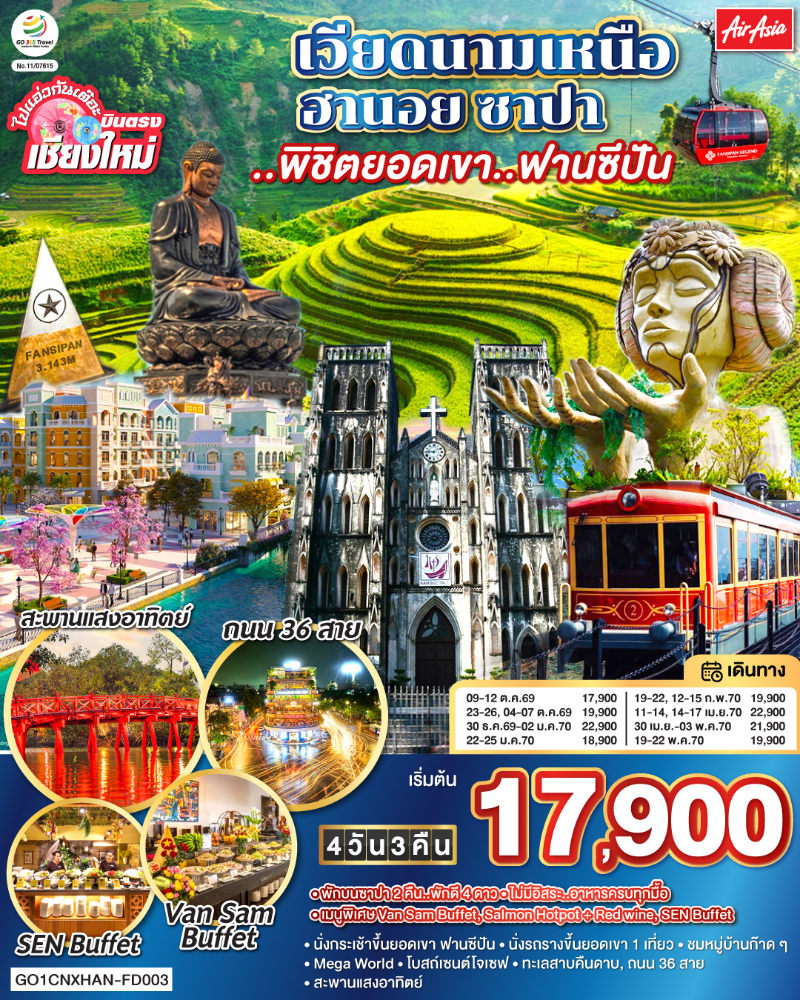 GO 365 Travel
Leaders in Global Tourism
No.11/07615
AirAsia
ไปแอ่วกันเต๊อะ
บินตรง
เชียงใหม่
เวียดนามเหนือ
ฮานอย ซาปา
..พิชิตยอดเขา..ฟานซีปัน
FANSIPAN LEGEND
FANSIPAN
3.143M
IHS
NAM DUC TIN
2
สะพานแสงอาทิตย์
ถนน 36 สาย
เดินทาง
09-12 ต.ค.69 17,900
23-26, 04-07 ต.ค.69 19,900
30 ธ.ค.69-02 ม.ค.70 22,900
22-25 ม.ค.70 18,900
19-22, 12-15 ก.พ.70 19,900
11-14, 14-17 เม.ย.70 22,900
30 เม.ย.-03 พ.ค.70 21,900
19-22 พ.ค.70 19,900
เริ่มต้น
17,900
4วัน3คืน
• พักบนซาปา 2 คืน..พักดี 4 ดาว • ไม่มีอิสระ..อาหารครบทุกมื้อ
• เมนูพิเศษ Van Sam Buffet, Salmon Hotpot + Red wine, SEN Buffet
Van Sam
Buffet
SEN Buffet
• นั่งกระเช้าขึ้นยอดเขา ฟานซีปัน • นั่งรถรางขึ้นยอดเขา 1 เที่ยว • ชมหมู่บ้านก๊าด ๆ
• Mega World • โบสถ์เซนต์โจเซฟ • ทะเลสาบคืนดาบ, ถนน 36 สาย
• สะพานแสงอาทิตย์
GO1CNXHAN-FD003